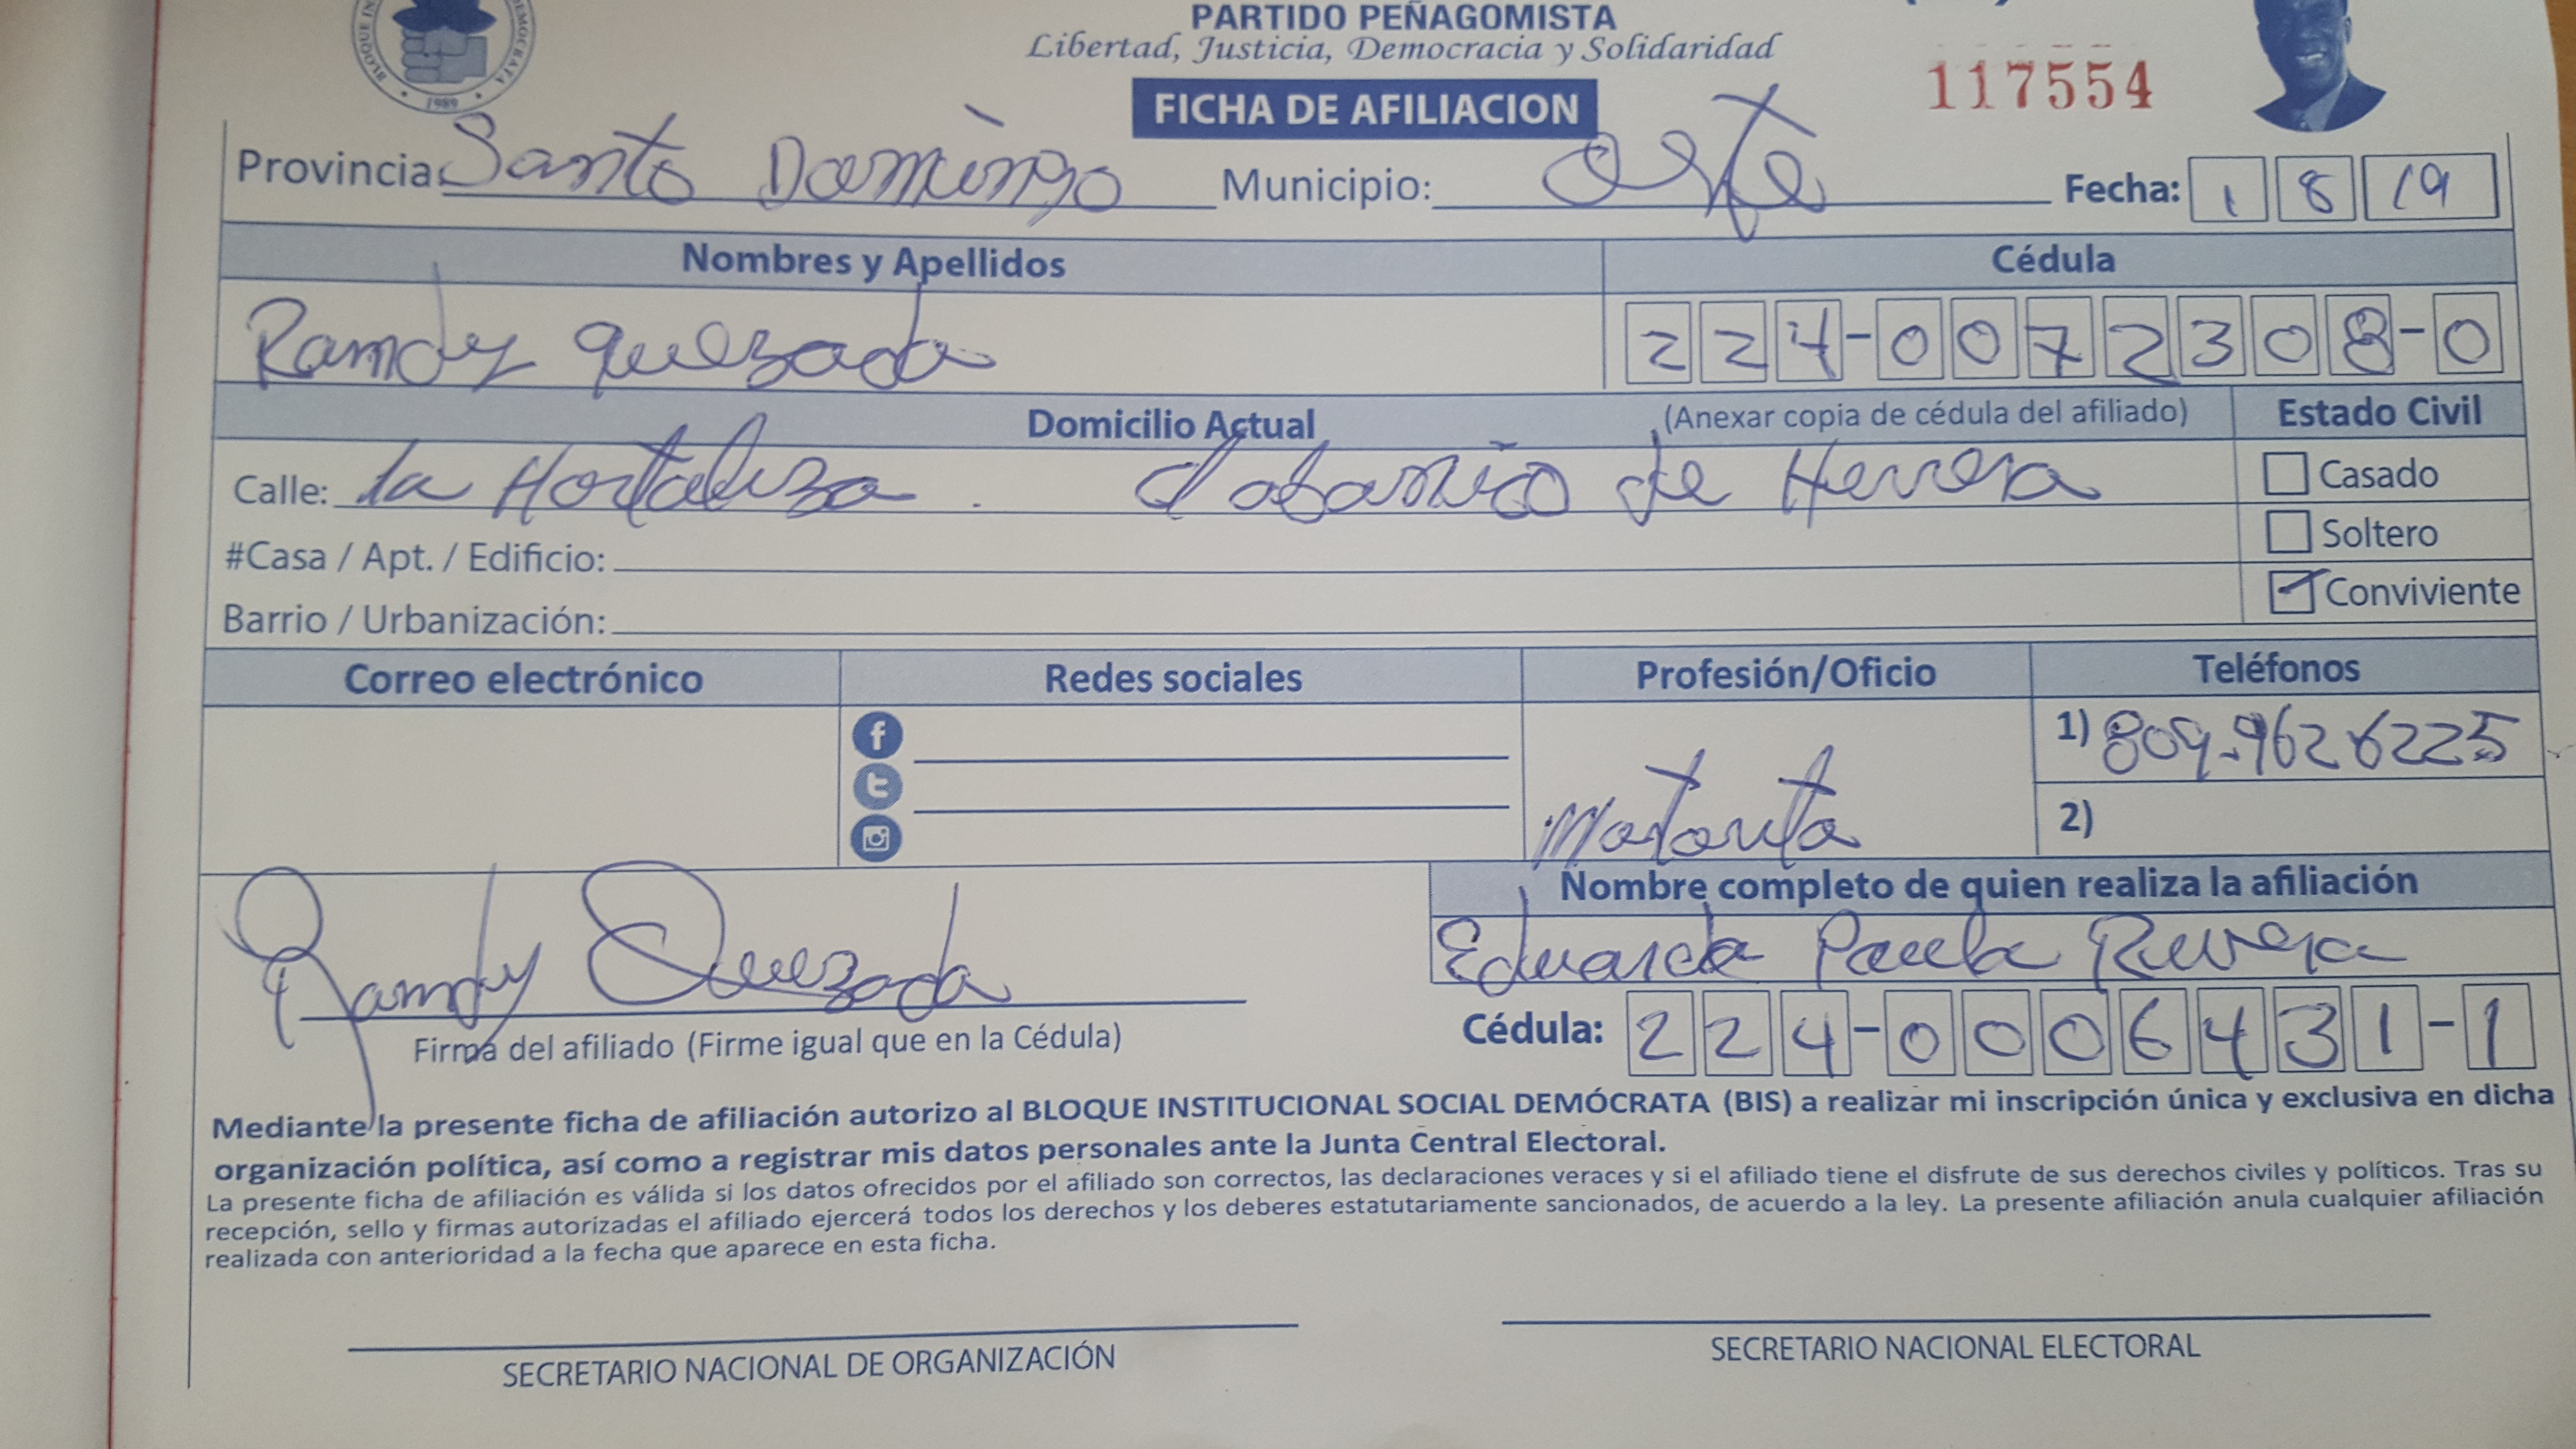 PARTIDO PEÑAGOMISTA
Libertad, Justicia, Democracia y Solidaridad
FICHA DE AFILIACION
117554
1989
Provincia: Santo Domingo Municipio: Oeste Fecha: 1 8 19
Nombres y Apellidos Cédula
Ramdy Quezada 224-0072308-0
Domicilio Actual (Anexar copia de cédula del afiliado) Estado Civil
Calle: la Hortaliza. de Herrera
Casado
#Casa / Apt. / Edificio:
Soltero
Barrio / Urbanización:
Conviviente
Correo electrónico Redes sociales Profesión/Oficio Teléfonos
1) 809-9626225
2)
Nombre completo de quien realiza la afiliación
Ramdy Quezada
Eduarda Paula Rivera
Firma del afiliado (Firme igual que en la Cédula)
Cédula: 224-0006431-1
Mediante la presente ficha de afiliación autorizo al BLOQUE INSTITUCIONAL SOCIAL DEMÓCRATA (BIS) a realizar mi inscripción única y exclusiva en dicha
organización política, así como a registrar mis datos personales ante la Junta Central Electoral.
La presente ficha de afiliación es válida si los datos ofrecidos por el afiliado son correctos, las declaraciones veraces y si el afiliado tiene el disfrute de sus derechos civiles y políticos. Tras su
recepción, sello y firmas autorizadas el afiliado ejercerá todos los derechos y los deberes estatutariamente sancionados, de acuerdo a la ley. La presente afiliación anula cualquier afiliación
realizada con anterioridad a la fecha que aparece en esta ficha.
SECRETARIO NACIONAL DE ORGANIZACIÓN SECRETARIO NACIONAL ELECTORAL